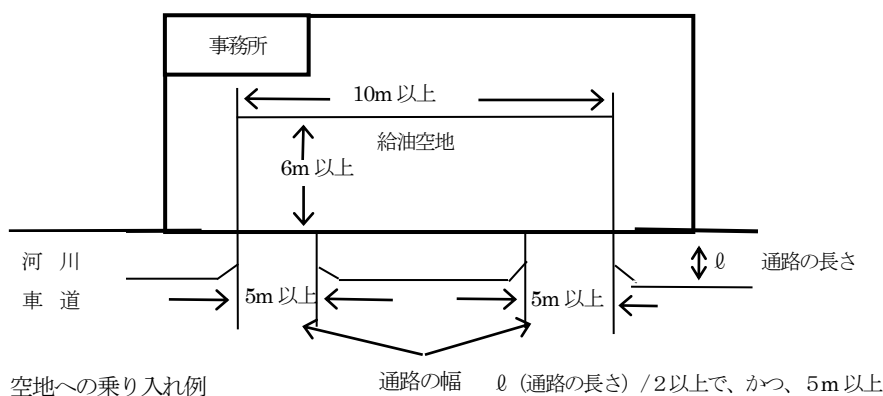 事務所
10m 以上
給油空地
6m 以上
河 川
ℓ 通路の長さ
車 道
5m 以上
5m 以上
空地への乗り入れ例
通路の幅 ℓ (通路の長さ) /2以上で、かつ、5m以上